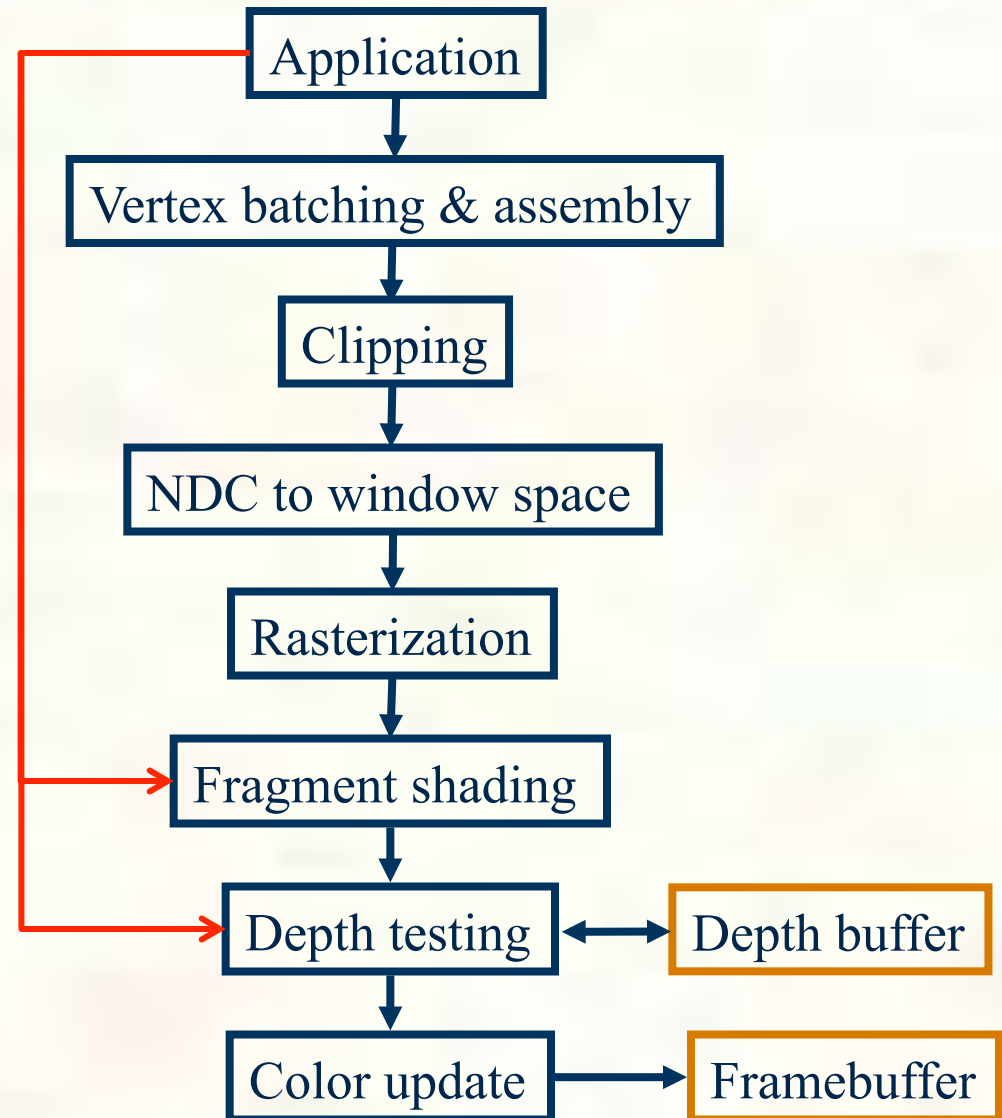 Application
Vertex batching & assembly
Clipping
NDC to window space
Rasterization
Fragment shading
Depth testing
Depth buffer
Color update
Framebuffer